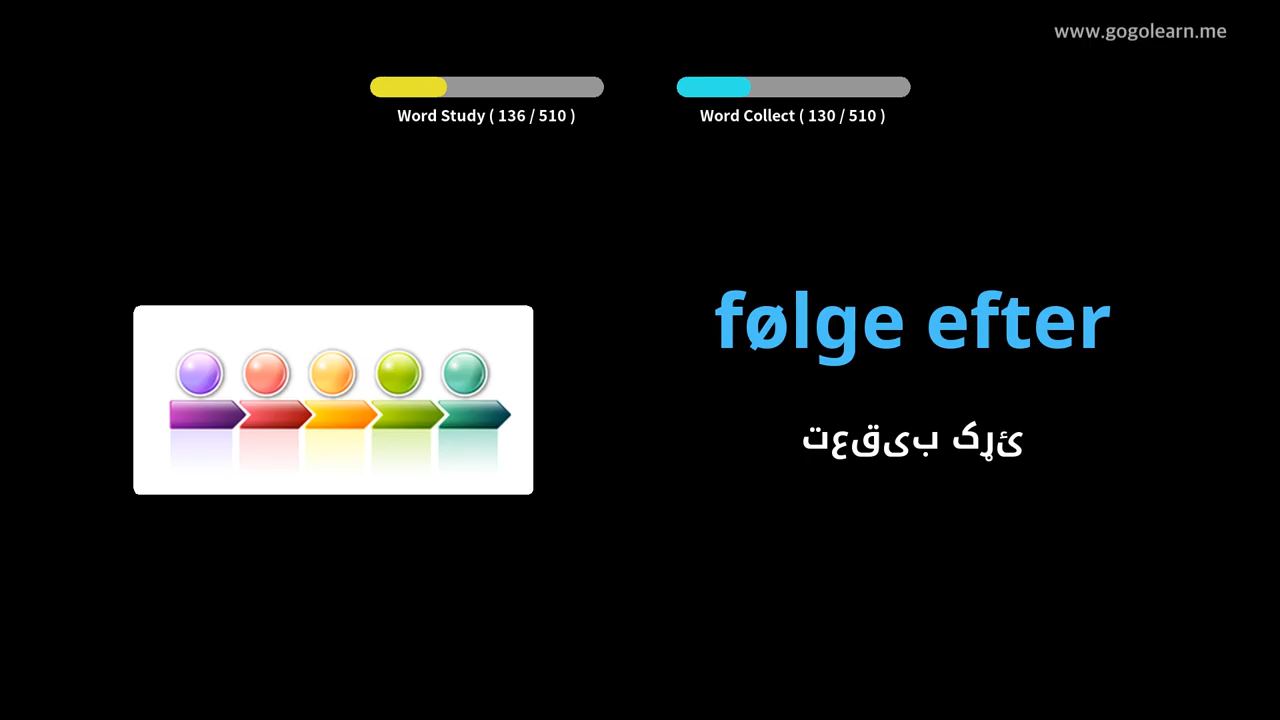 www.gogolearn.me
Word Study ( 136 / 510 )
Word Collect ( 130 / 510 )
følge efter
تعقیب کړئ